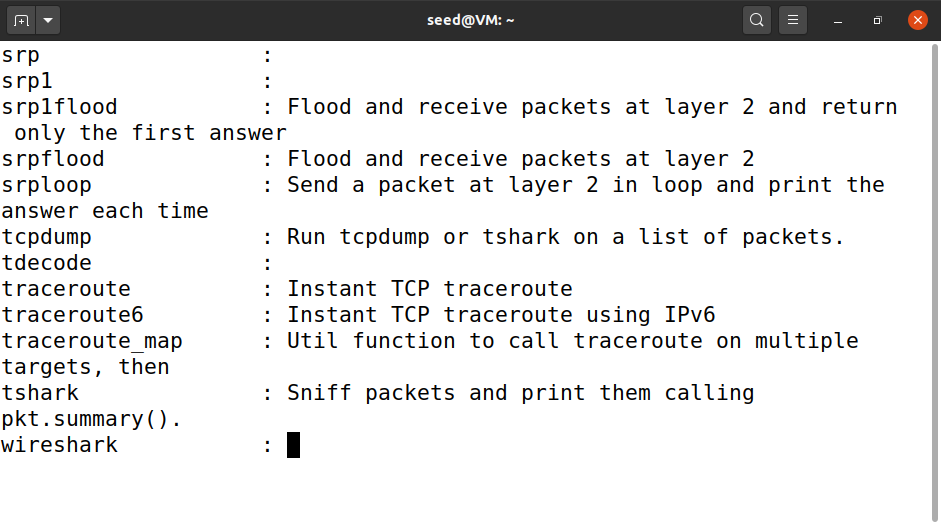 seed@VM: ~
srp                 :
srp1                :
srp1flood           : Flood and receive packets at layer 2 and return
 only the first answer
srpflood            : Flood and receive packets at layer 2
srploop             : Send a packet at layer 2 in loop and print the
answer each time
tcpdump             : Run tcpdump or tshark on a list of packets.
tdecode             :
traceroute          : Instant TCP traceroute
traceroute6         : Instant TCP traceroute using IPv6
traceroute_map      : Util function to call traceroute on multiple
targets, then
tshark              : Sniff packets and print them calling
pkt.summary().
wireshark           :